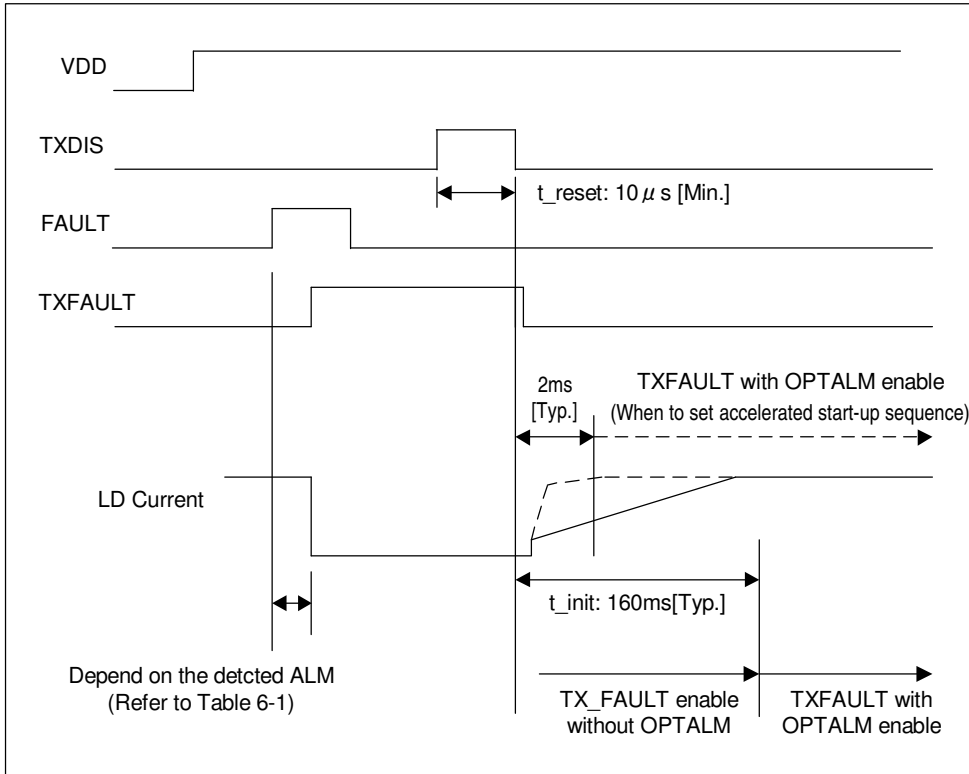 VDD
TXDIS
t_reset: 10 μ s [Min.]
FAULT
TXFAULT
2ms
[Typ.]
TXFAULT with OPTALM enable
(When to set accelerated start-up sequence)
LD Current
t_init: 160ms[Typ.]
Depend on the detcted ALM
(Refer to Table 6-1)
TX_FAULT enable
without OPTALM
TXFAULT with
OPTALM enable